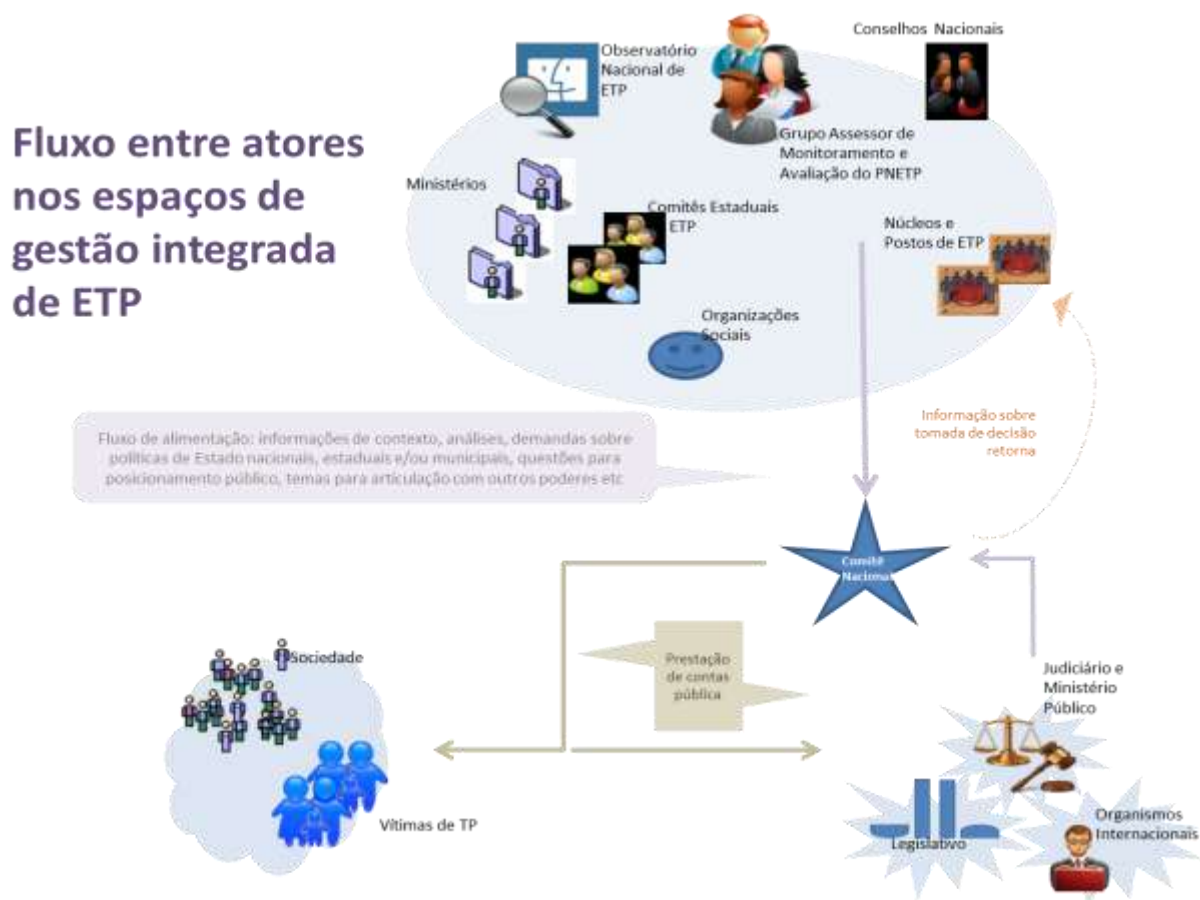 Fluxo entre atores
nos espaços de
gestão integrada
de ETP
Observatório
Nacional de
ETP
Conselhos Nacionais
Grupo Assessor de
Monitoramento e
Avaliação do PNETP
Ministérios
Comitês Estaduais
ETP
Núcleos e
Postos de ETP
Organizações
Sociais
Informação sobre
tomada de decisão
retorna
Fluxo de alimentação: informações de contexto, análises, demandas sobre
políticas de Estado nacionais, estaduais e/ou municipais, questões para
posicionamento público, temas para articulação com outros poderes etc
Comitê
Nacional
Prestação
de contas
pública
Sociedade
Vítimas de TP
Judiciário e
Ministério
Público
Legislativo
Organismos
Internacionais